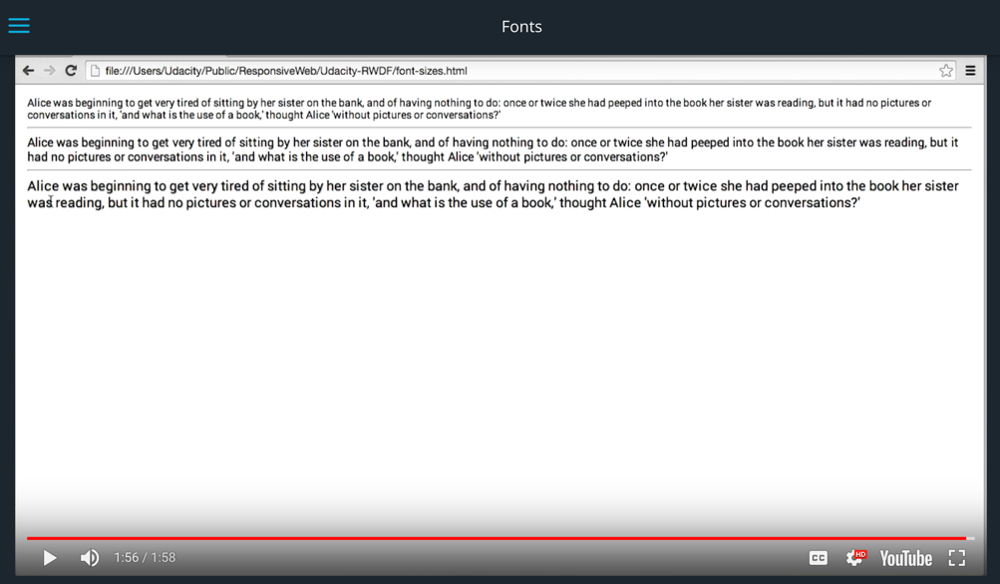 Fonts
file:///Users/Udacity/Public/ResponsiveWeb/Udacity-RWDF/font-sizes.html
Alice was beginning to get very tired of sitting by her sister on the bank, and of having nothing to do: once or twice she had peeped into the book her sister was reading, but it had no pictures or
conversations in it, 'and what is the use of a book,' thought Alice 'without pictures or conversations?'
Alice was beginning to get very tired of sitting by her sister on the bank, and of having nothing to do: once or twice she had peeped into the book her sister was reading, but it
had no pictures or conversations in it, 'and what is the use of a book,' thought Alice 'without pictures or conversations?'
Alice was beginning to get very tired of sitting by her sister on the bank, and of having nothing to do: once or twice she had peeped into the book her sister
was reading, but it had no pictures or conversations in it, 'and what is the use of a book,' thought Alice 'without pictures or conversations?'
1:56 / 1:58 CC HD YouTube